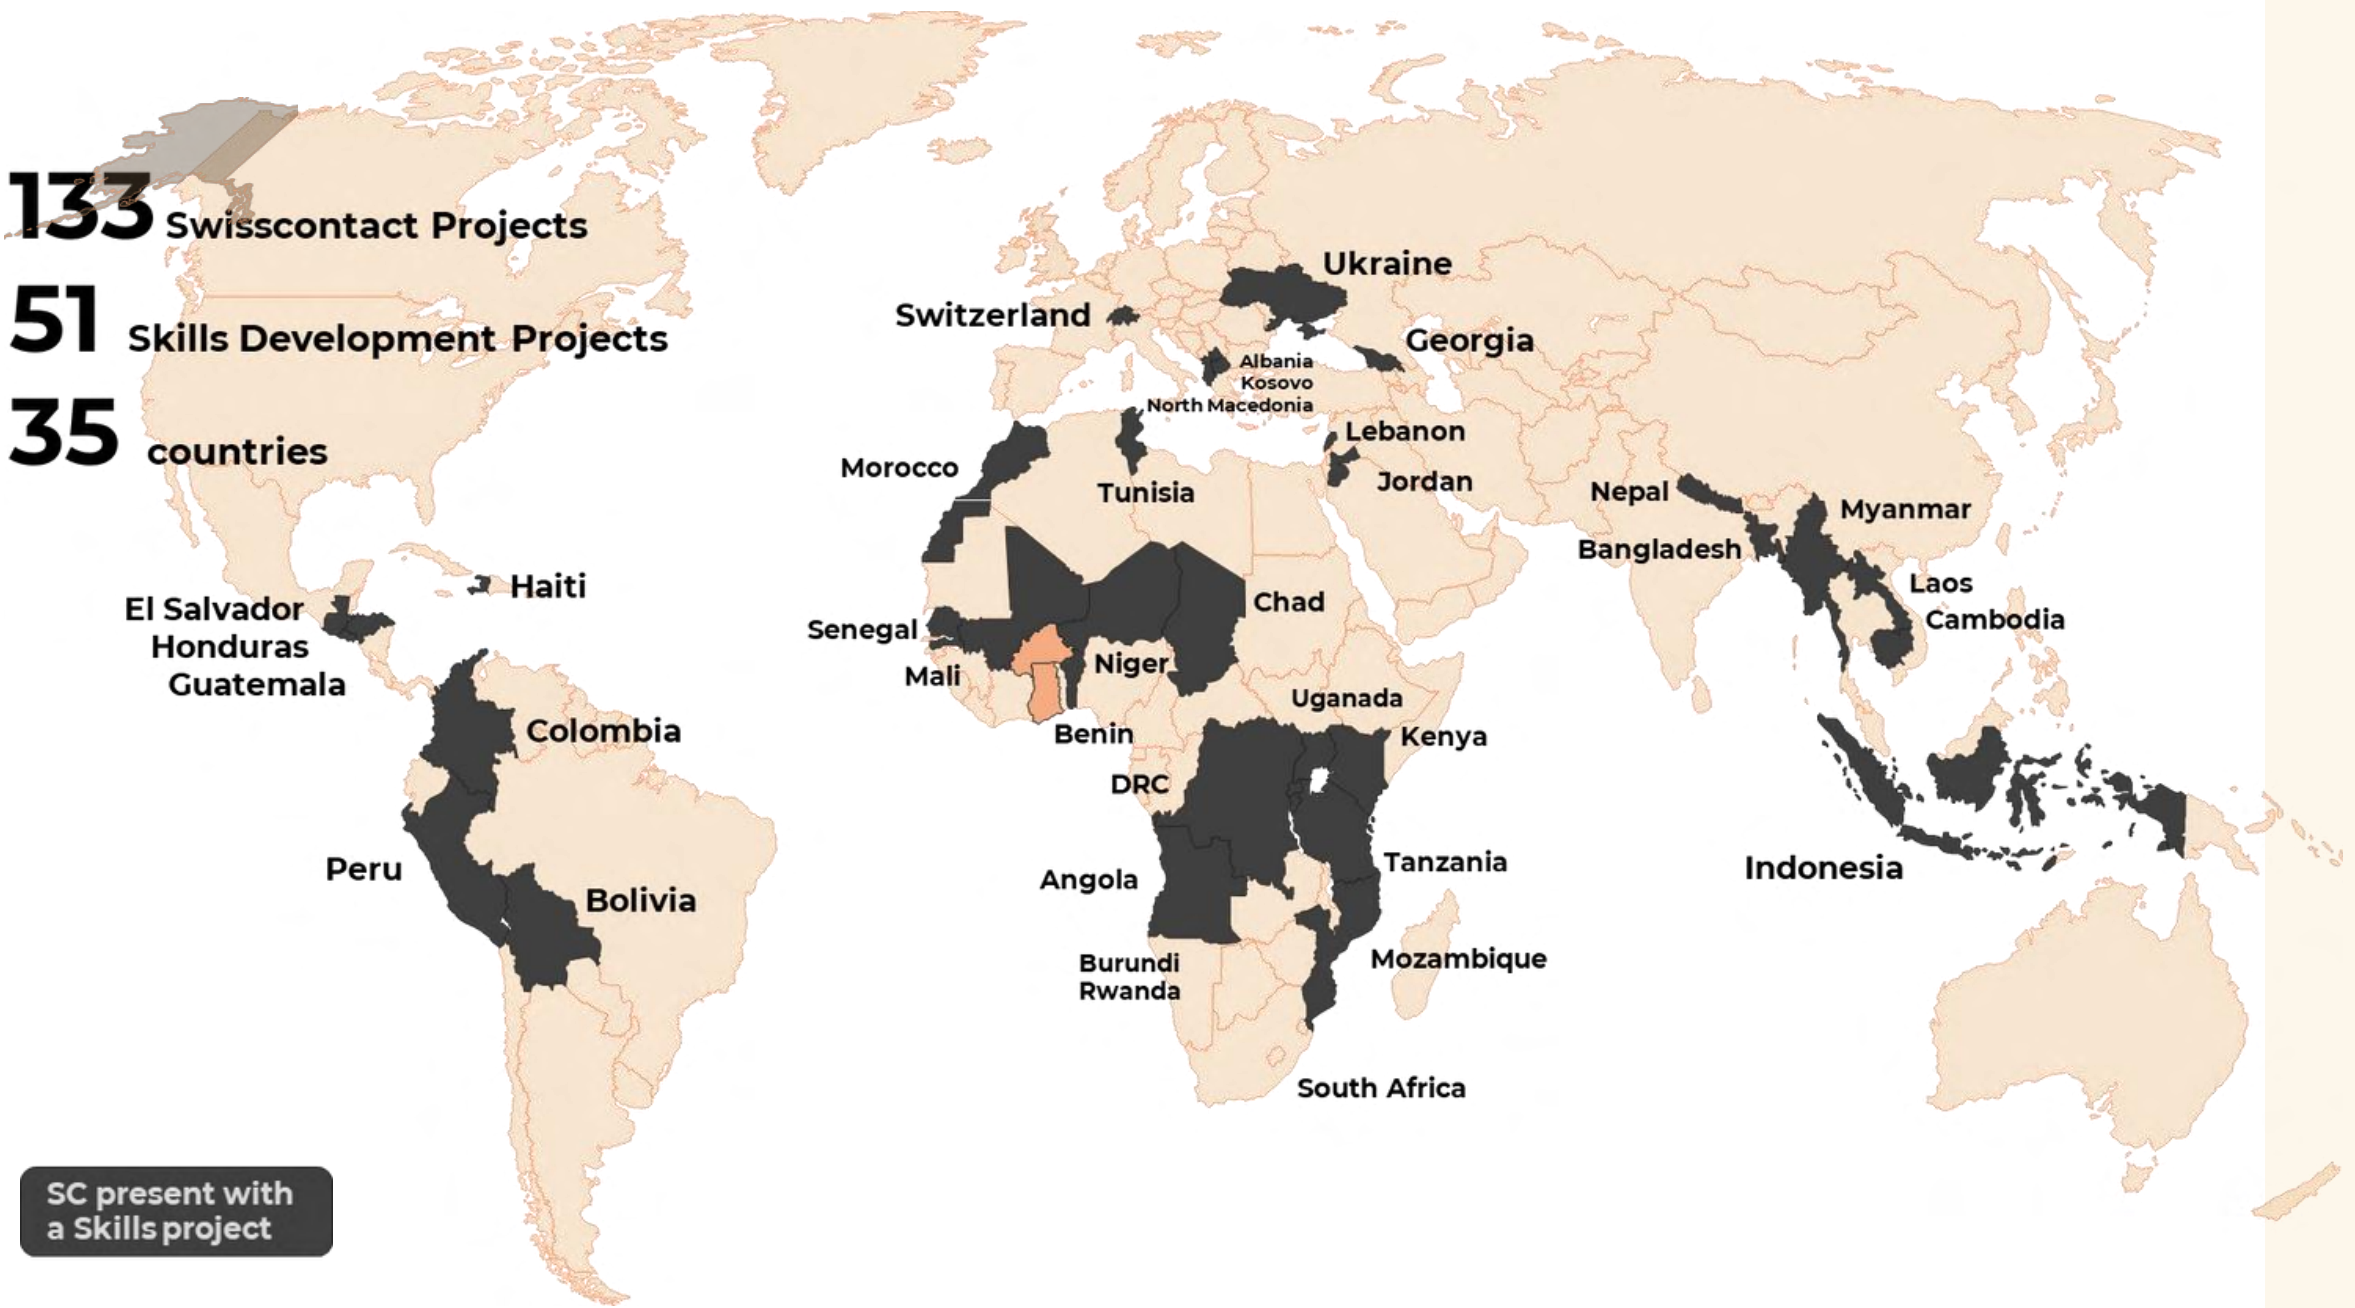 133 Swisscontact Projects
51 Skills Development Projects
35 countries
Ukraine
Switzerland
Georgia
Albania
Kosovo
North Macedonia
Lebanon
Morocco
Jordan
Tunisia
Nepal
Myanmar
Bangladesh
Haiti
Laos
Chad
El Salvador
Cambodia
Senegal
Honduras
Niger
Mali
Guatemala
Uganada
Colombia
Benin
Kenya
DRC
Tanzania
Indonesia
Peru
Angola
Bolivia
Mozambique
Burundi
Rwanda
South Africa
SC present with
a Skills project